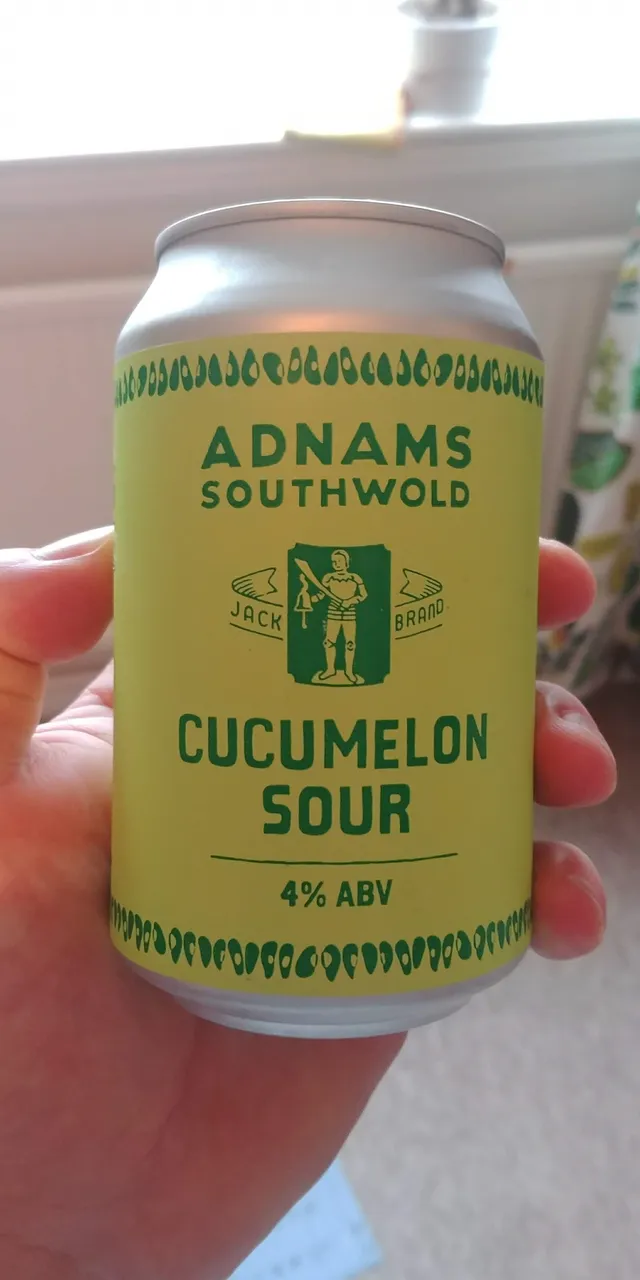 ADNAMS
SOUTHWOLD
JACK BRAND
CUCUMELON
SOUR
4% ABV